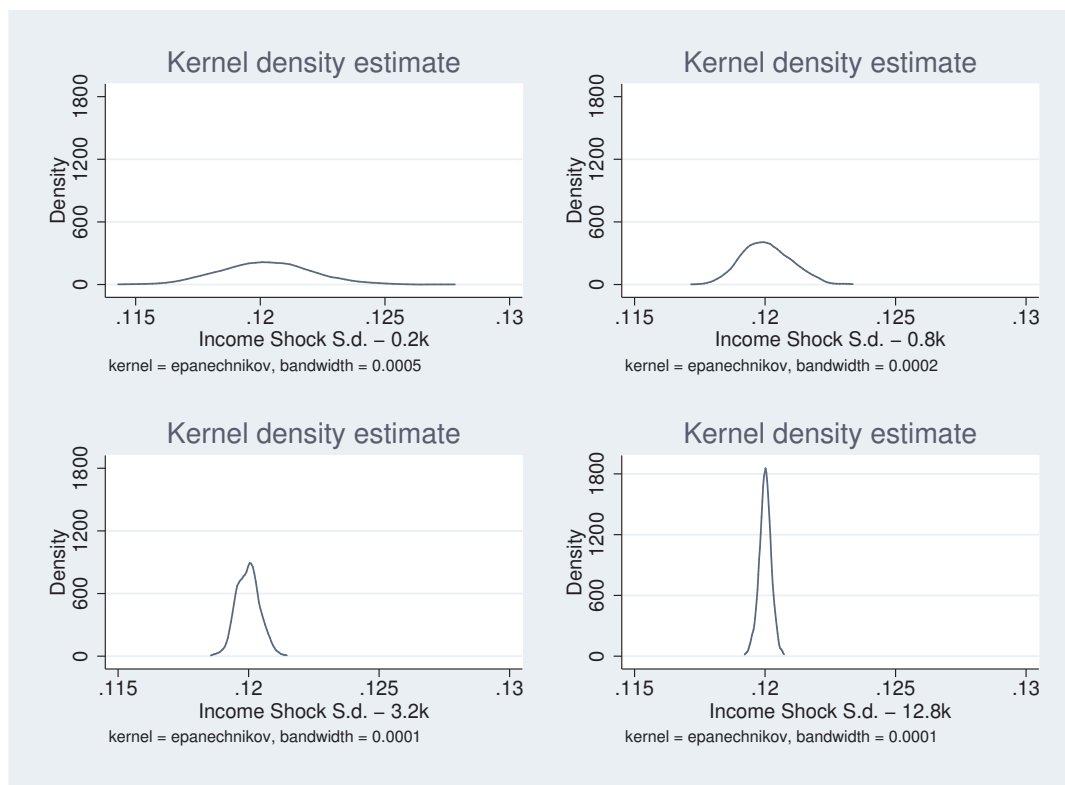 Kernel density estimate
Density
1800
1200
600
0
.115 .12 .125 .13
Income Shock S.d. − 0.2k
kernel = epanechnikov, bandwidth = 0.0005
Kernel density estimate
Density
1800
1200
600
0
.115 .12 .125 .13
Income Shock S.d. − 0.8k
kernel = epanechnikov, bandwidth = 0.0002
Kernel density estimate
Density
1800
1200
600
0
.115 .12 .125 .13
Income Shock S.d. − 3.2k
kernel = epanechnikov, bandwidth = 0.0001
Kernel density estimate
Density
1800
1200
600
0
.115 .12 .125 .13
Income Shock S.d. − 12.8k
kernel = epanechnikov, bandwidth = 0.0001